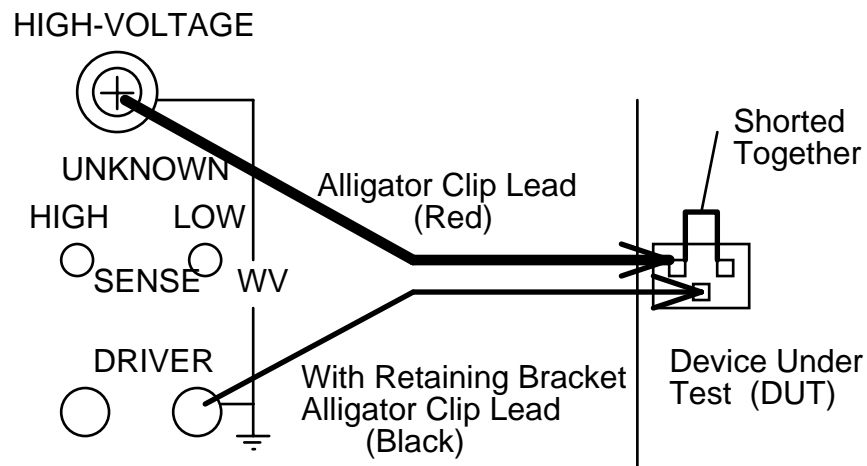 HIGH-VOLTAGE
UNKNOWN
HIGH LOW
SENSE WV
DRIVER
Alligator Clip Lead
(Red)
With Retaining Bracket
Alligator Clip Lead
(Black)
Shorted
Together
Device Under
Test (DUT)